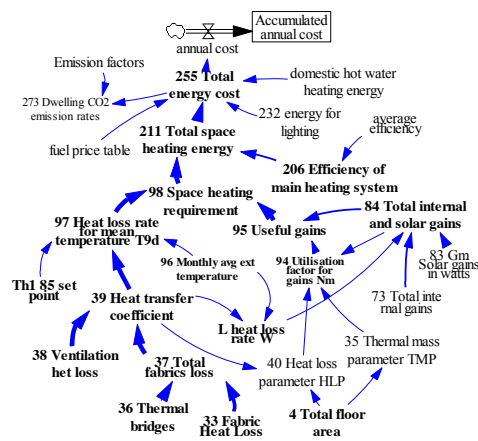 Accumulated
annual cost
annual cost
Emission factors
255 Total
energy cost
domestic hot water
heating energy
273 Dwelling CO2
emission rates
232 energy for
lighting
average
efficiency
fuel price table
211 Total space
heating energy
206 Efficiency of
main heating system
98 Space heating
requirement
84 Total internal
and solar gains
97 Heat loss rate
for mean
temperature T9d
95 Useful gains
96 Monthly avg ext
temperature
94 Utilisation
factor for
gains Nm
83 Gm
Solar gains
in watts
Th1 85 set
point
39 Heat transfer
coefficient
73 Total inte
rnal gains
L heat loss
rate W
38 Ventilation
het loss
37 Total
fabrics loss
40 Heat loss
parameter HLP
35 Thermal mass
parameter TMP
36 Thermal
bridges
33 Fabric
Heat Loss
4 Total floor
area